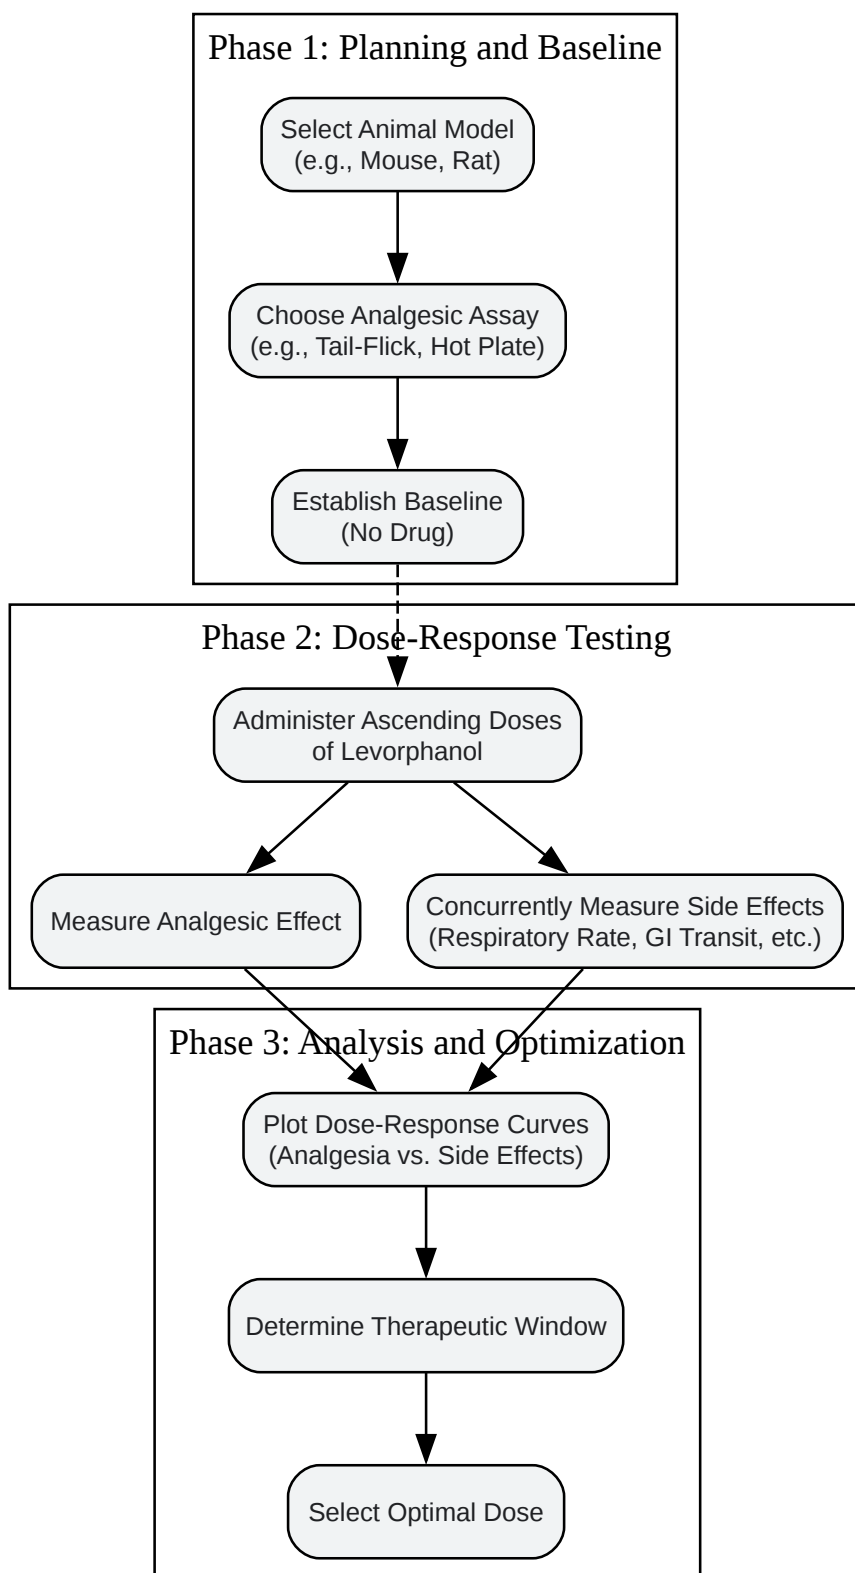 Phase 1: Planning and Baseline
Select Animal Model
(e.g., Mouse, Rat)
Choose Analgesic Assay
(e.g., Tail-Flick, Hot Plate)
Establish Baseline
(No Drug)
Phase 2: Dose-Response Testing
Administer Ascending Doses
of Levorphanol
Measure Analgesic Effect
Concurrently Measure Side Effects
(Respiratory Rate, GI Transit, etc.)
Phase 3: Analysis and Optimization
Plot Dose-Response Curves
(Analgesia vs. Side Effects)
Determine Therapeutic Window
Select Optimal Dose